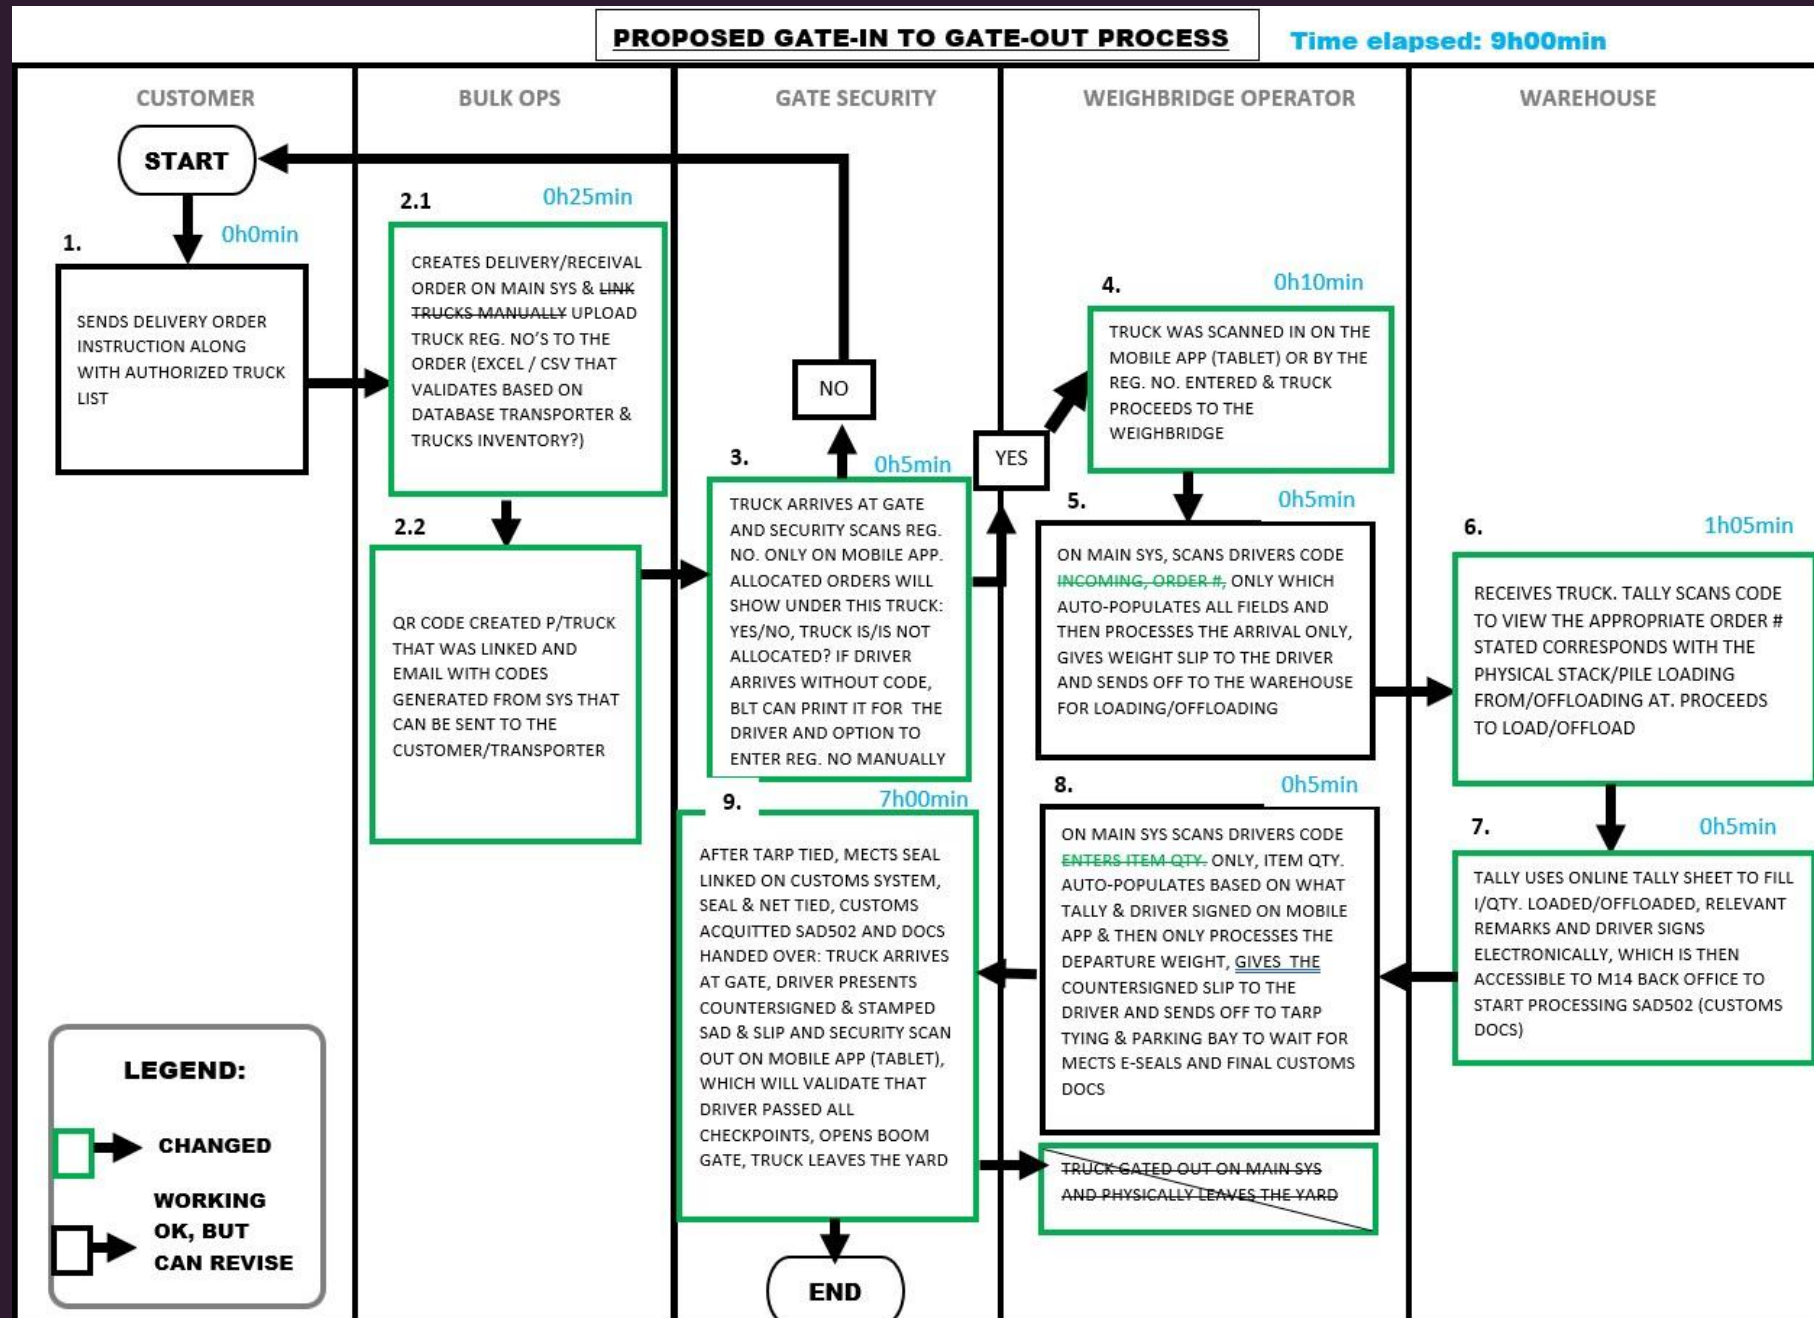 PROPOSED GATE-IN TO GATE-OUT PROCESS
Time elapsed: 9h00min
CUSTOMER
BULK OPS
GATE SECURITY
WEIGHBRIDGE OPERATOR
WAREHOUSE
START
1.
0h0min
SENDS DELIVERY ORDER
INSTRUCTION ALONG
WITH AUTHORIZED TRUCK
LIST
2.1
0h25min
CREATES DELIVERY/RECEIVAL
ORDER ON MAIN SYS & LINK
TRUCKS MANUALLY UPLOAD
TRUCK REG. NO'S TO THE
ORDER (EXCEL / CSV THAT
VALIDATES BASED ON
DATABASE TRANSPORTER &
TRUCKS INVENTORY?)
2.2
QR CODE CREATED P/TRUCK
THAT WAS LINKED AND
EMAIL WITH CODES
GENERATED FROM SYS THAT
CAN BE SENT TO THE
CUSTOMER/TRANSPORTER
NO
3.
0h5min
TRUCK ARRIVES AT GATE
AND SECURITY SCANS REG.
NO. ONLY ON MOBILE APP.
ALLOCATED ORDERS WILL
SHOW UNDER THIS TRUCK:
YES/NO, TRUCK IS/IS NOT
ALLOCATED? IF DRIVER
ARRIVES WITHOUT CODE,
BLT CAN PRINT IT FOR THE
DRIVER AND OPTION TO
ENTER REG. NO MANUALLY
YES
4.
0h10min
TRUCK WAS SCANNED IN ON THE
MOBILE APP (TABLET) OR BY THE
REG. NO. ENTERED & TRUCK
PROCEEDS TO THE
WEIGHBRIDGE
5.
0h5min
ON MAIN SYS, SCANS DRIVERS CODE
INCOMING, ORDER #, ONLY WHICH
AUTO-POPULATES ALL FIELDS AND
THEN PROCESSES THE ARRIVAL ONLY,
GIVES WEIGHT SLIP TO THE DRIVER
AND SENDS OFF TO THE WAREHOUSE
FOR LOADING/OFFLOADING
6.
1h05min
RECEIVES TRUCK. TALLY SCANS CODE
TO VIEW THE APPROPRIATE ORDER #
STATED CORRESPONDS WITH THE
PHYSICAL STACK/PILE LOADING
FROM/OFFLOADING AT. PROCEEDS
TO LOAD/OFFLOAD
7.
0h5min
TALLY USES ONLINE TALLY SHEET TO FILL
I/QTY. LOADED/OFFLOADED, RELEVANT
REMARKS AND DRIVER SIGNS
ELECTRONICALLY, WHICH IS THEN
ACCESSIBLE TO M14 BACK OFFICE TO
START PROCESSING SAD502 (CUSTOMS
DOCS)
8.
0h5min
ON MAIN SYS SCANS DRIVERS CODE
ENTERS ITEM QTY. ONLY, ITEM QTY.
AUTO-POPULATES BASED ON WHAT
TALLY & DRIVER SIGNED ON MOBILE
APP & THEN ONLY PROCESSES THE
DEPARTURE WEIGHT, GIVES THE
COUNTERSIGNED SLIP TO THE
DRIVER AND SENDS OFF TO TARP
TYING & PARKING BAY TO WAIT FOR
MECTS E-SEALS AND FINAL CUSTOMS
DOCS
9.
7h00min
AFTER TARP TIED, MECTS SEAL
LINKED ON CUSTOMS SYSTEM,
SEAL & NET TIED, CUSTOMS
ACQUITTED SAD502 AND DOCS
HANDED OVER: TRUCK ARRIVES
AT GATE, DRIVER PRESENTS
COUNTERSIGNED & STAMPED
SAD & SLIP AND SECURITY SCAN
OUT ON MOBILE APP (TABLET),
WHICH WILL VALIDATE THAT
DRIVER PASSED ALL
CHECKPOINTS, OPENS BOOM
GATE, TRUCK LEAVES THE YARD
TRUCK GATED OUT ON MAIN SYS
AND PHYSICALLY LEAVES THE YARD
END
LEGEND:
CHANGED
WORKING
OK, BUT
CAN REVISE